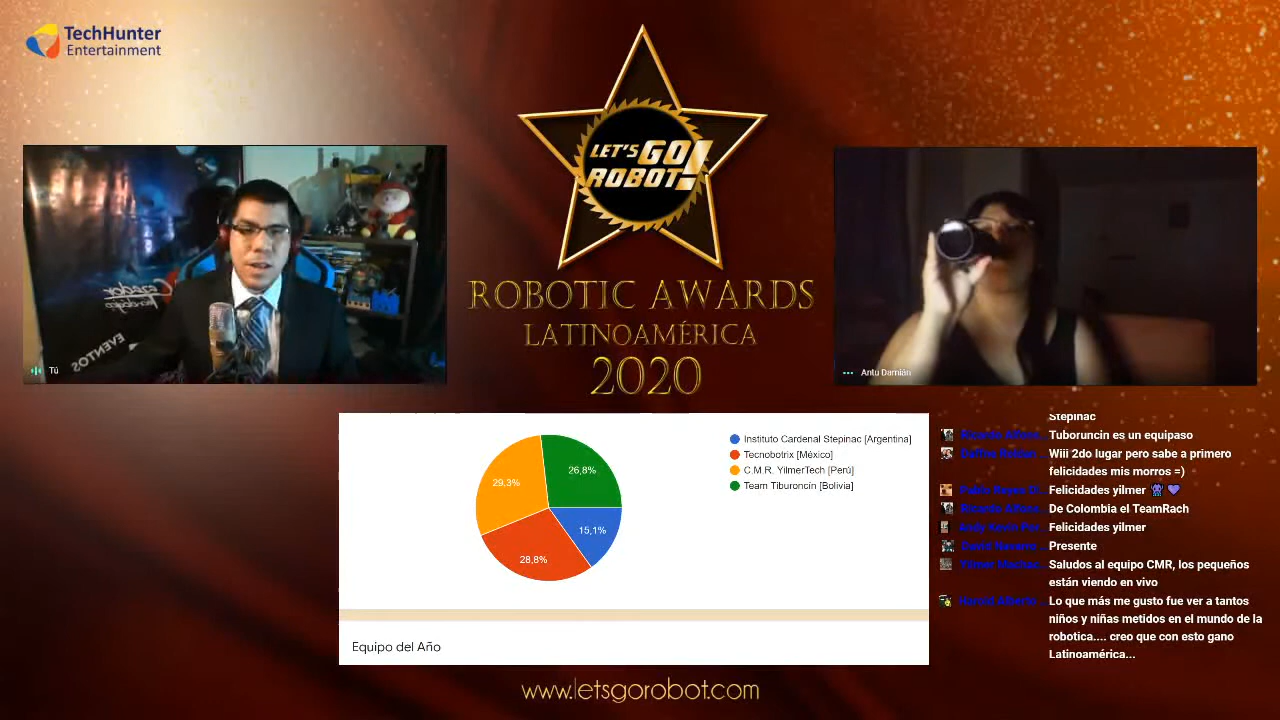 TechHunter
Entertainment
LET'S GO
ROBOT!
ROBOTIC AWARDS
LATINOAMÉRICA
2020
Cazador
EVENTOS
Tú
Antu Damián
26,8%
29,3%
15,1%
28,8%
Instituto Cardenal Stepinac [Argentina]
Tecnobotrix [México]
C.M.R. YilmerTech [Perú]
Team Tiburoncín [Bolivia]
Equipo del Año
Stepinac
Tuboruncin es un equipaso
Wiii 2do lugar pero sabe a primero
felicidades mis morros =)
Felicidades yilmer
De Colombia el TeamRach
Felicidades yilmer
Presente
Saludos al equipo CMR, los pequeños
están viendo en vivo
Lo que más me gusto fue ver a tantos
niños y niñas metidos en el mundo de la
robotica.... creo que con esto gano
Latinoamérica...
www.letsgorobot.com